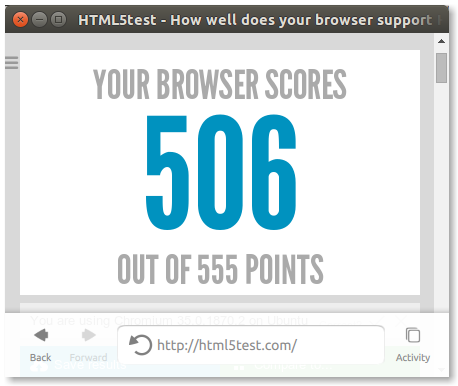 HTML5test - How well does your browser support
YOUR BROWSER SCORES
506
OUT OF 555 POINTS
You are using Chromium 35.0.1870.2 on Ubuntu
Back
Forward
http://html5test.com/
Activity